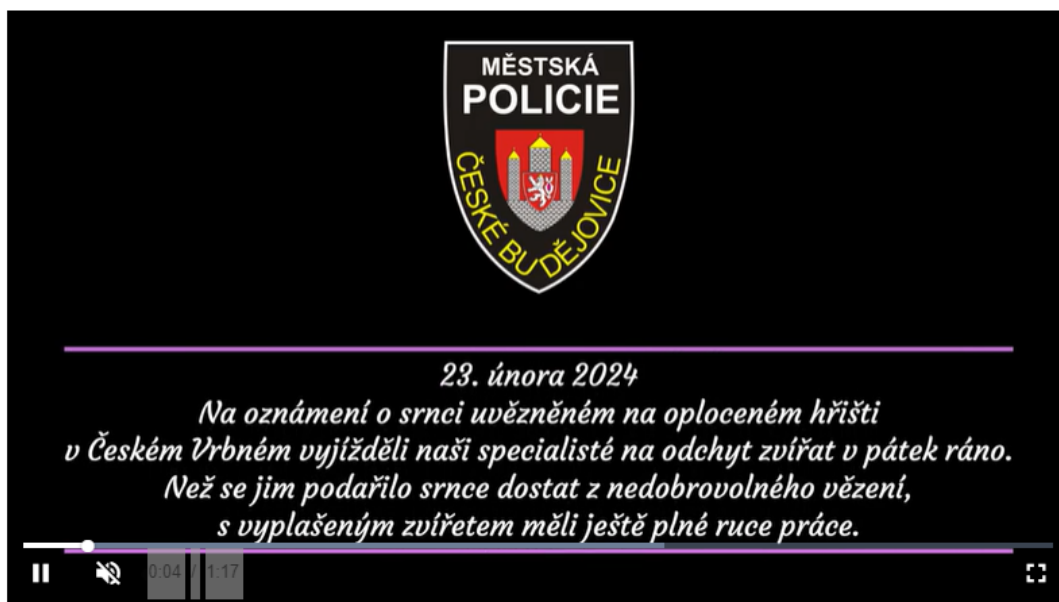 MĚSTSKÁ
POLICIE
ČESKÉ BUDĚJOVICE
23. února 2024
Na oznámení o srnci uvězněném na oploceném hřišti
v Českém Vrbném vyjížděli naši specialisté na odchyt zvířat v pátek ráno.
Než se jim podařilo srnce dostat z nedobrovolného vězení,
s vyplašeným zvířetem měli ještě plné ruce práce.
0:04 / 1:17